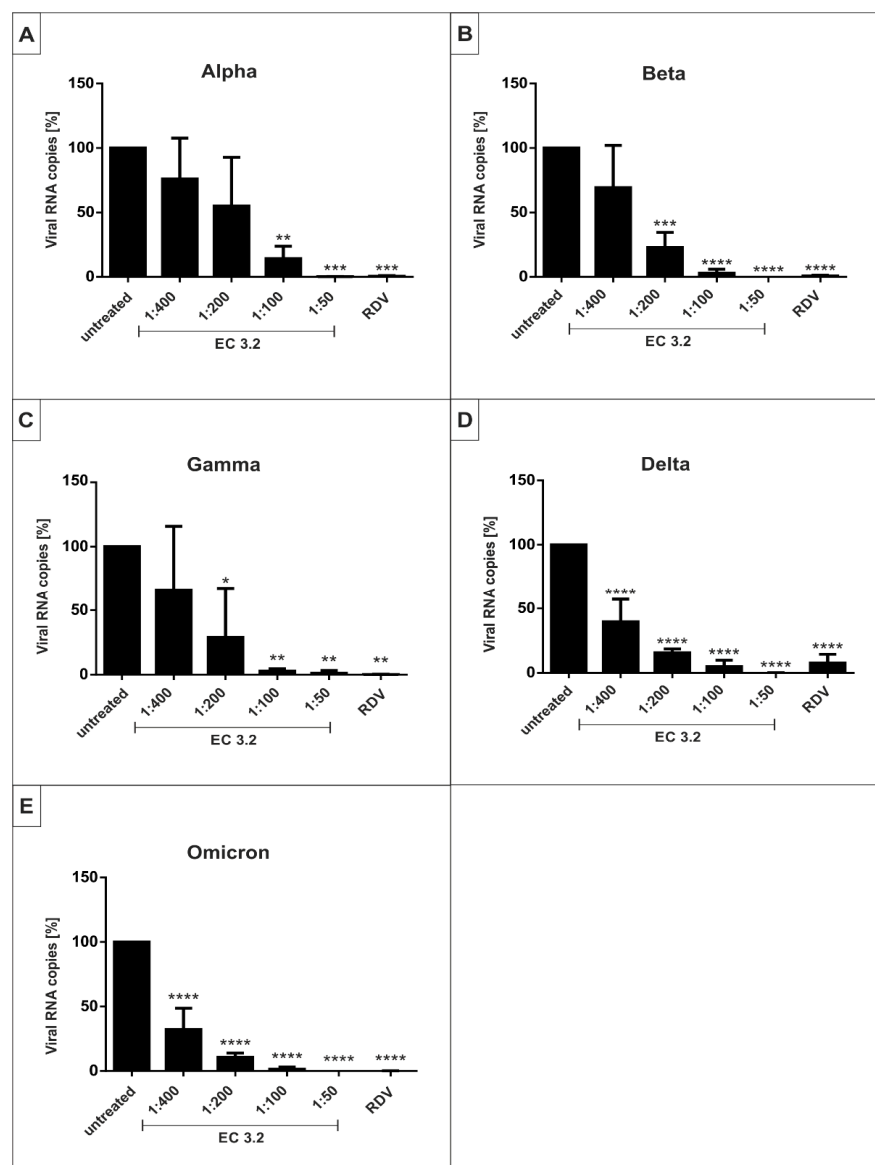 A
Alpha
Viral RNA copies [%]
150
100
50
0
** *** ***
untreated 1:400 1:200 1:100 1:50 RDV
EC 3.2
B
Beta
Viral RNA copies [%]
150
100
50
0
*** **** **** ****
untreated 1:400 1:200 1:100 1:50 RDV
EC 3.2
C
Gamma
Viral RNA copies [%]
150
100
50
0
* ** ** **
untreated 1:400 1:200 1:100 1:50 RDV
EC 3.2
D
Delta
Viral RNA copies [%]
150
100
50
0
**** **** **** **** ****
untreated 1:400 1:200 1:100 1:50 RDV
EC 3.2
E
Omicron
Viral RNA copies [%]
150
100
50
0
**** **** **** **** ****
untreated 1:400 1:200 1:100 1:50 RDV
EC 3.2